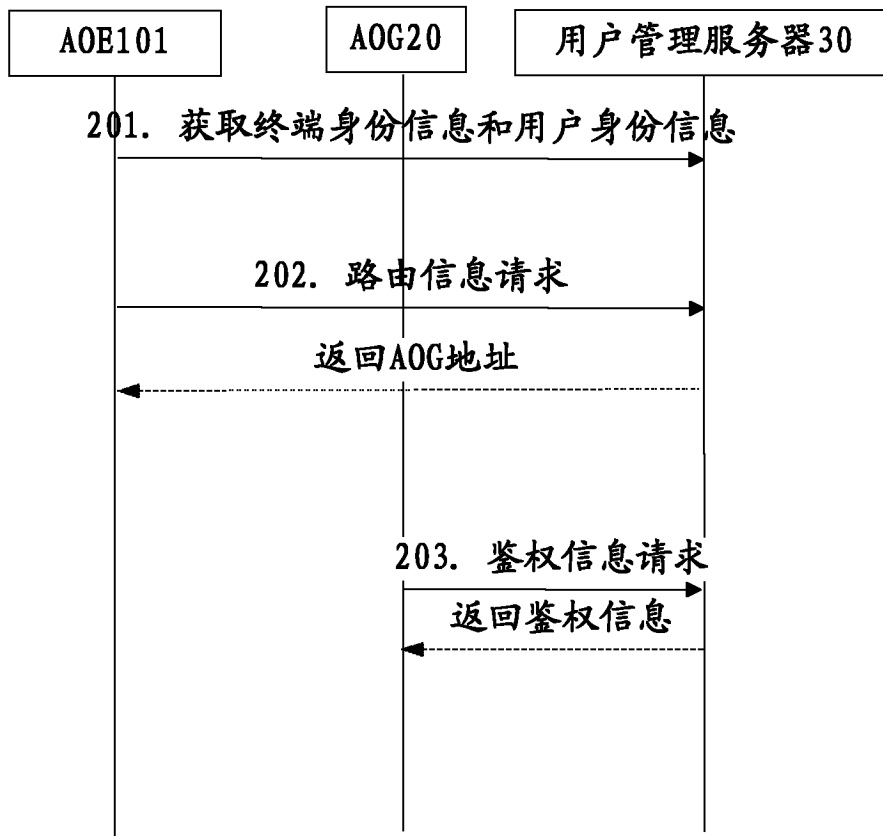 AOE101
AOG20
用户管理服务器30
201. 获取终端身份信息和用户身份信息
202. 路由信息请求
返回AOG地址
203. 鉴权信息请求
返回鉴权信息